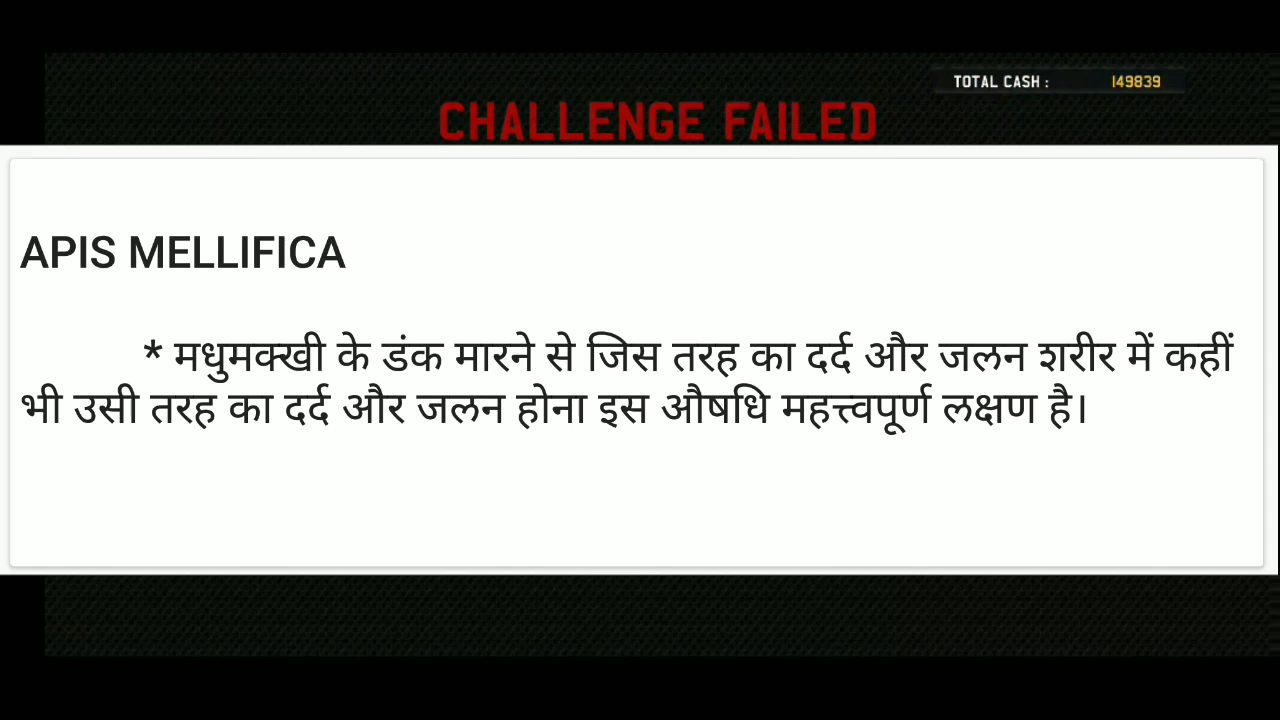 TOTAL CASH : 149839
CHALLENGE FAILED
APIS MELLIFICA
* मधुमक्खी के डंक मारने से जिस तरह का दर्द और जलन शरीर में कहीं
भी उसी तरह का दर्द और जलन होना इस औषधि महत्त्वपूर्ण लक्षण है।